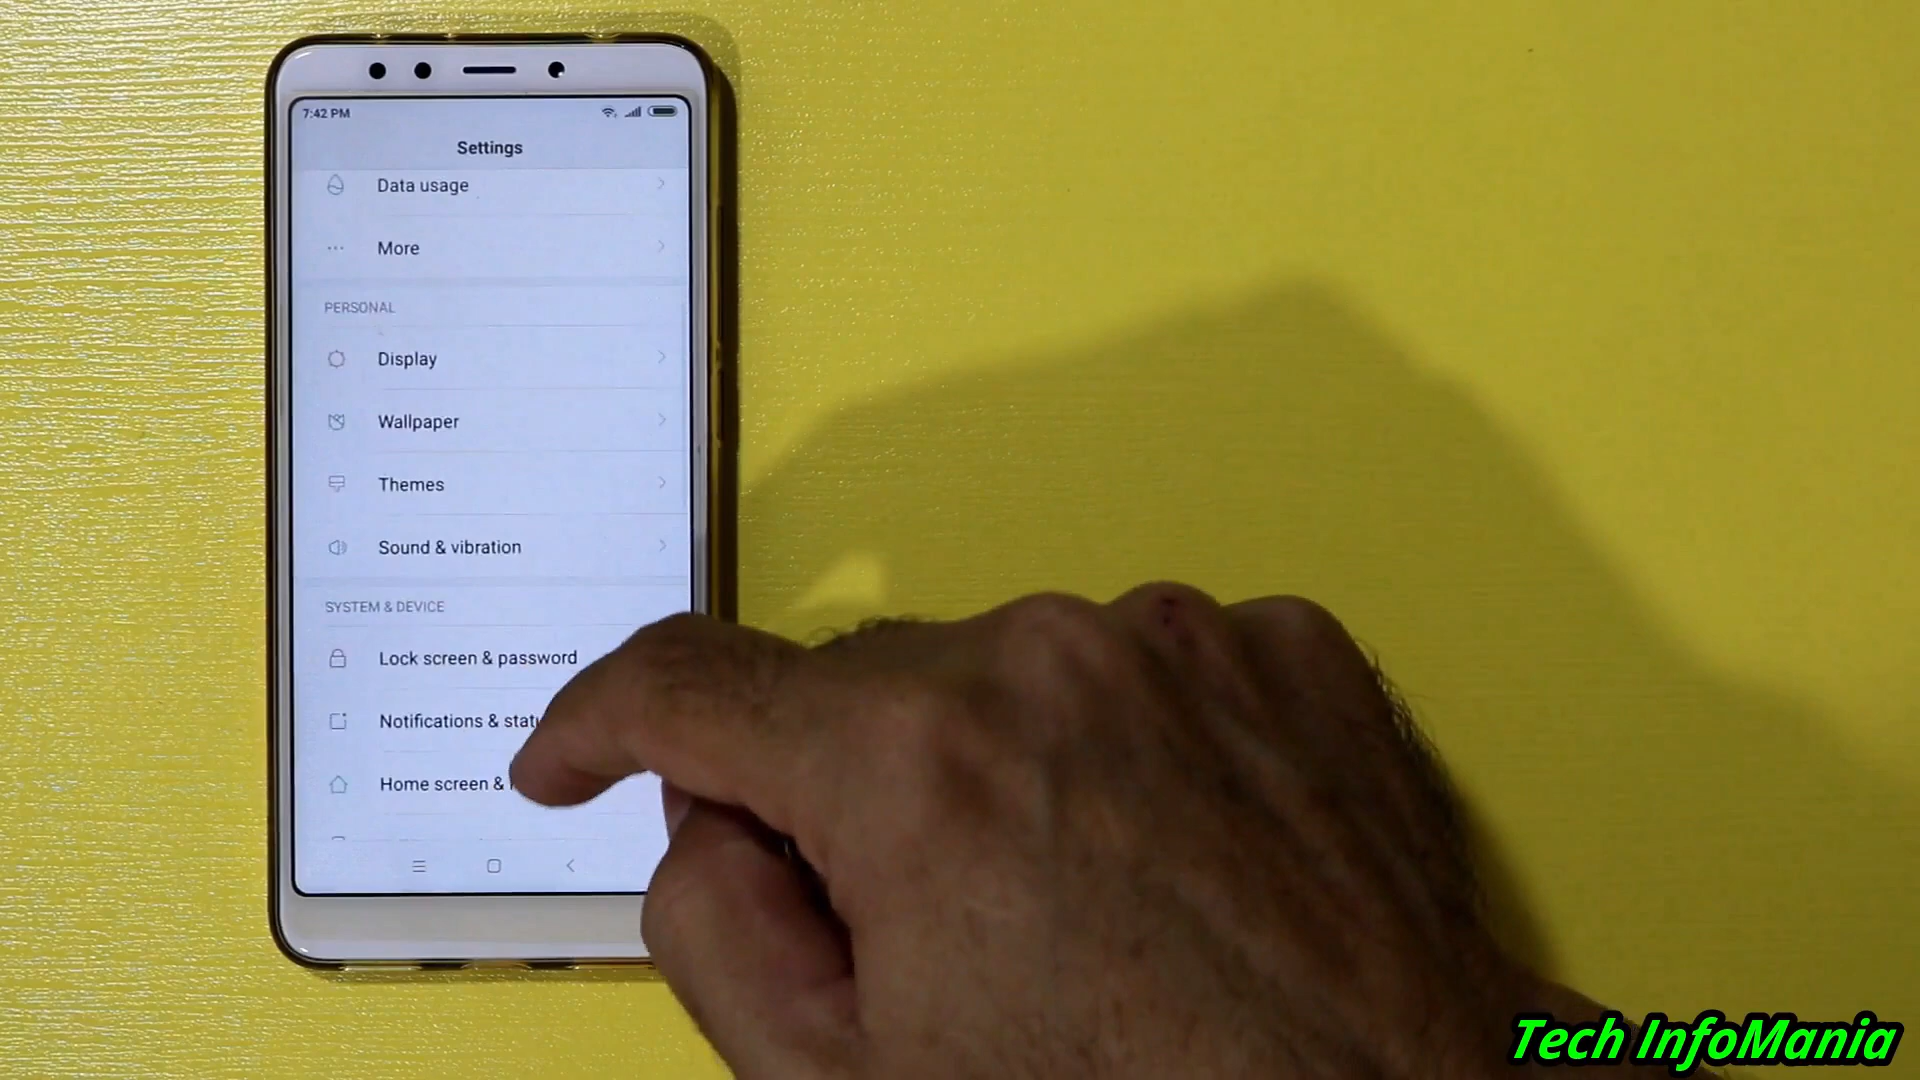 7:42 PM
Settings
Data usage
More
PERSONAL
Display
Wallpaper
Themes
Sound & vibration
SYSTEM & DEVICE
Lock screen & password
Notifications &
Home screen &
Tech InfoMania